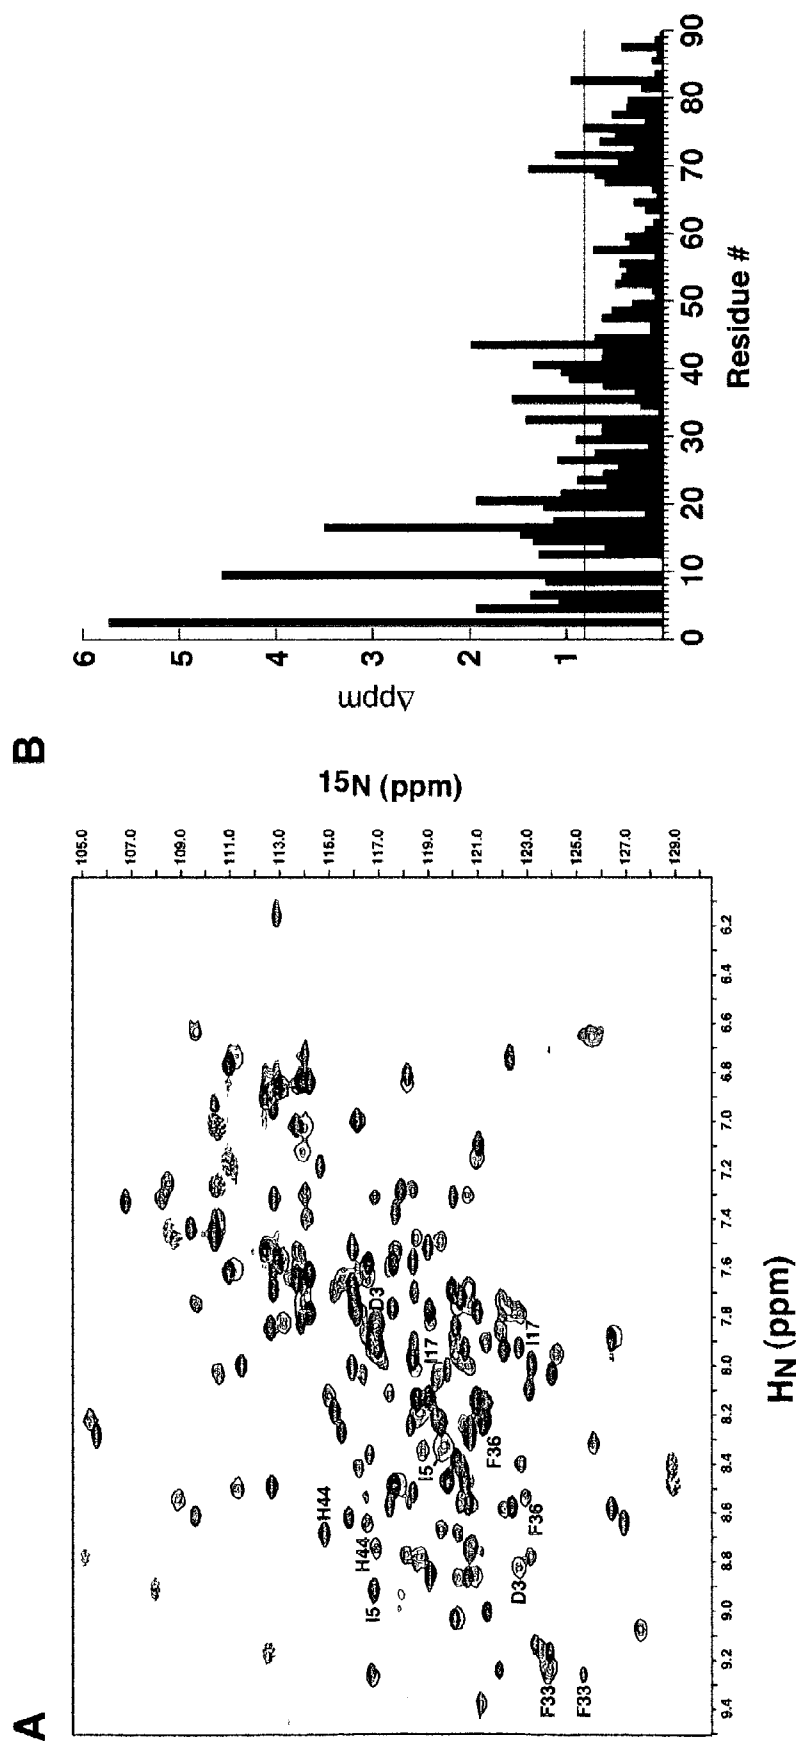 A
15N (ppm)
105.0
107.0
109.0
111.0
113.0
115.0
117.0
119.0
121.0
123.0
125.0
127.0
129.0
H44
H44
D3
I17
I17
I5
I5
F36
F36
D3
F33
F33
9.4 9.2 9.0 8.8 8.6 8.4 8.2 8.0 7.8 7.6 7.4 7.2 7.0 6.8 6.6 6.4 6.2
HN (ppm)
B
Δppm
6
5
4
3
2
1
0 10 20 30 40 50 60 70 80 90
Residue #